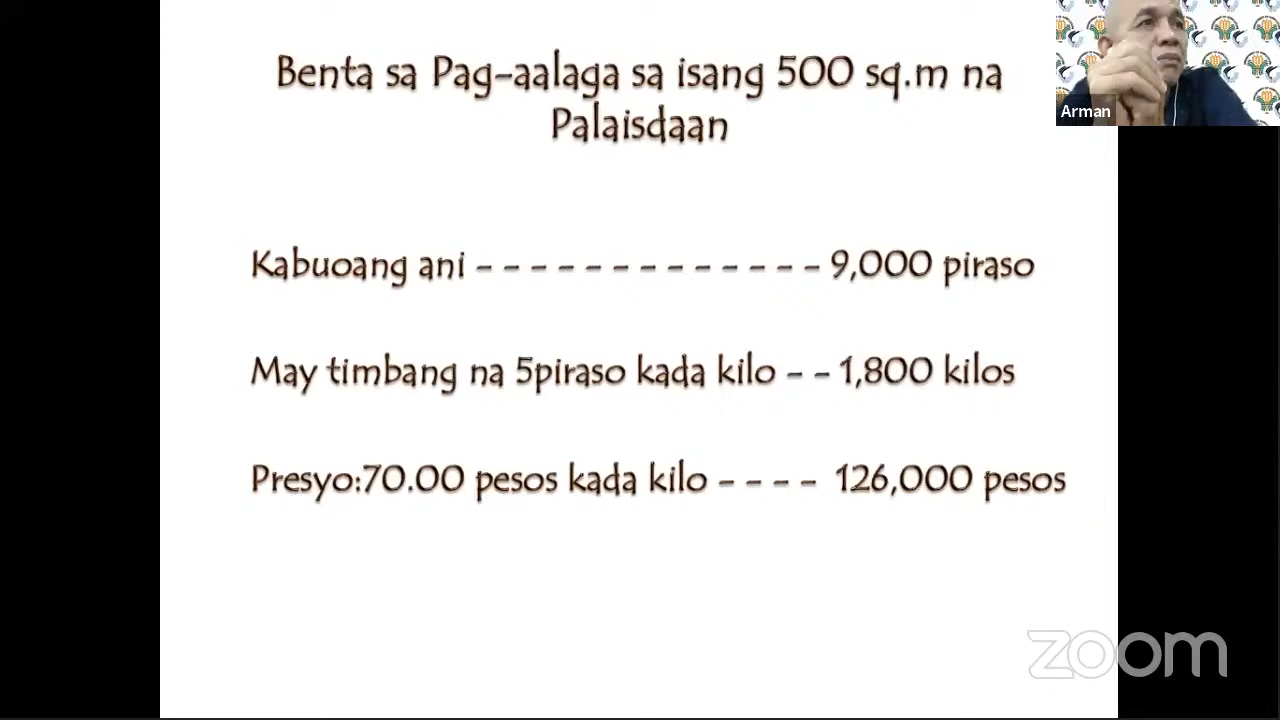 Benta sa Pag-aalaga sa isang 500 sq.m na
Palaisdaan
Kabuoang ani - - - - - - - - - - - - - 9,000 piraso
May timbang na 5piraso kada kilo - - 1,800 kilos
Presyo:70.00 pesos kada kilo - - - - 126,000 pesos
Arman
zoom